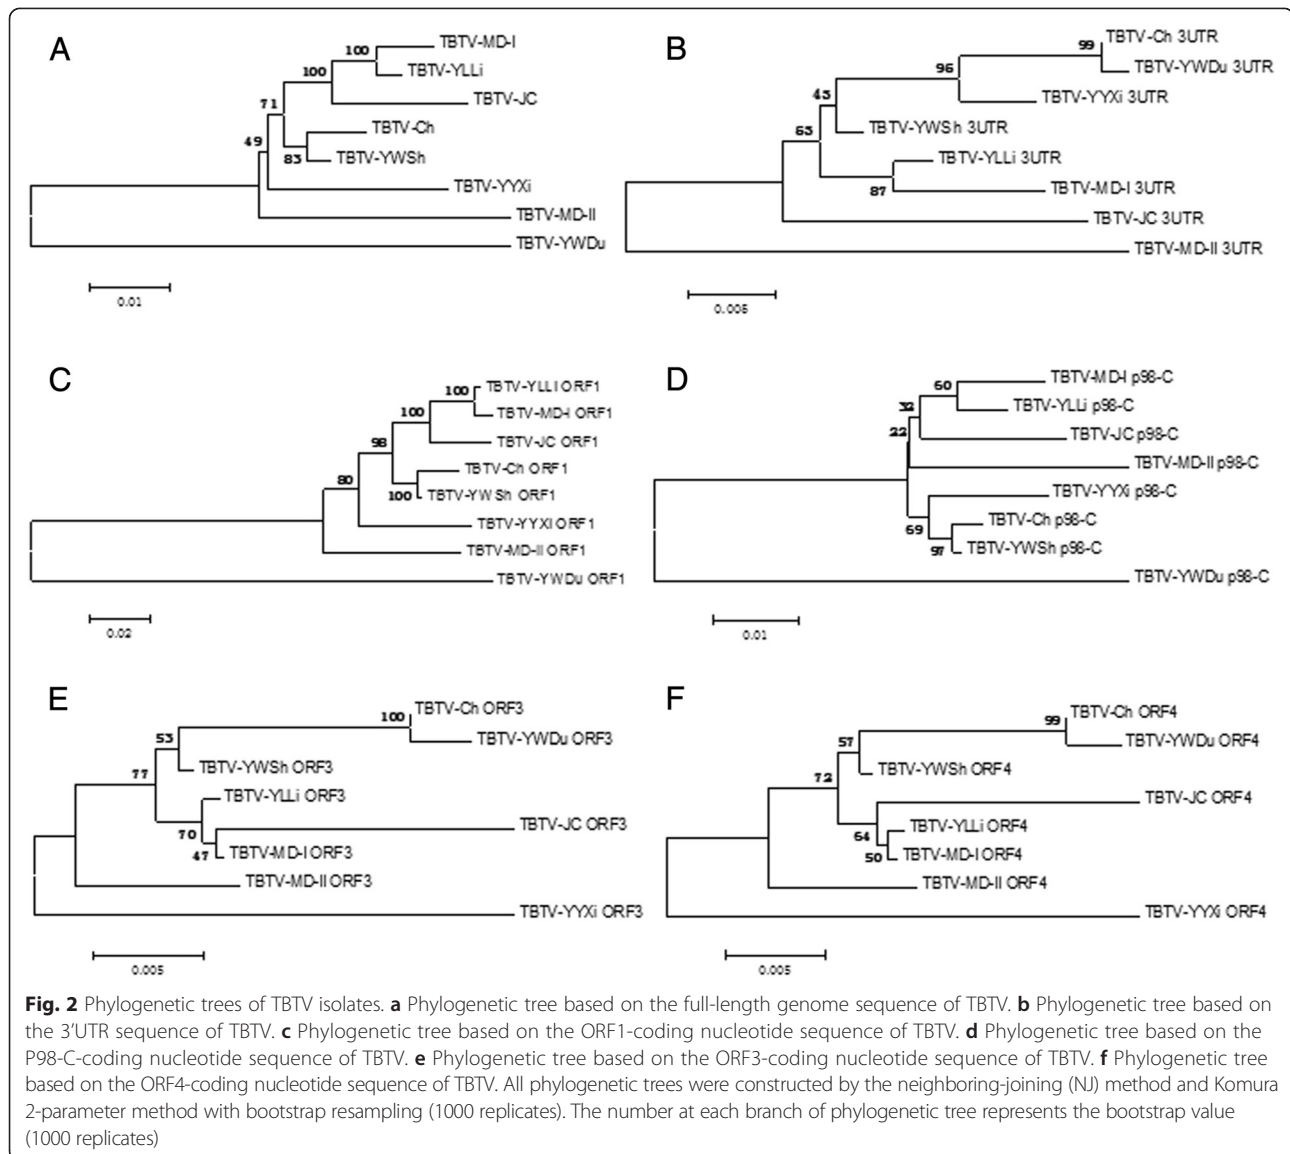 A
100
TBTV-MD-I
TBTV-YLLi
100
TBTV-JC
71
TBTV-Ch
49
83
TBTV-YWSh
TBTV-YYXi
TBTV-MD-II
TBTV-YWDu
0.01
B
99
TBTV-Ch 3UTR
TBTV-YWDu 3UTR
96
TBTV-YYXi 3UTR
45
TBTV-YWSh 3UTR
65
TBTV-YLLi 3UTR
87
TBTV-MD-I 3UTR
TBTV-JC 3UTR
TBTV-MD-II 3UTR
0.005
C
100
TBTV-YLLI ORF1
TBTV-MD-I ORF1
100
TBTV-JC ORF1
98
TBTV-Ch ORF1
80
100
TBTV-YWSh ORF1
TBTV-YYXI ORF1
TBTV-MD-II ORF1
TBTV-YWDu ORF1
0.02
D
TBTV-MD-I p98-C
60
TBTV-YLLi p98-C
32
TBTV-JC p98-C
22
TBTV-MD-II p98-C
TBTV-YYXi p98-C
69
TBTV-Ch p98-C
97
TBTV-YWSh p98-C
TBTV-YWDu p98-C
0.01
E
100
TBTV-Ch ORF3
TBTV-YWDu ORF3
53
TBTV-YWSh ORF3
77
TBTV-YLLi ORF3
70
TBTV-JC ORF3
47
TBTV-MD-I ORF3
TBTV-MD-II ORF3
TBTV-YYXi ORF3
0.005
F
99
TBTV-Ch ORF4
TBTV-YWDu ORF4
57
TBTV-YWSh ORF4
72
TBTV-JC ORF4
64
TBTV-YLLi ORF4
50
TBTV-MD-I ORF4
TBTV-MD-II ORF4
TBTV-YYXi ORF4
0.005
Fig. 2 Phylogenetic trees of TBTV isolates. a Phylogenetic tree based on the full-length genome sequence of TBTV. b Phylogenetic tree based on
the 3′UTR sequence of TBTV. c Phylogenetic tree based on the ORF1-coding nucleotide sequence of TBTV. d Phylogenetic tree based on the
P98-C-coding nucleotide sequence of TBTV. e Phylogenetic tree based on the ORF3-coding nucleotide sequence of TBTV. f Phylogenetic tree
based on the ORF4-coding nucleotide sequence of TBTV. All phylogenetic trees were constructed by the neighboring-joining (NJ) method and Komura
2-parameter method with bootstrap resampling (1000 replicates). The number at each branch of phylogenetic tree represents the bootstrap value
(1000 replicates)